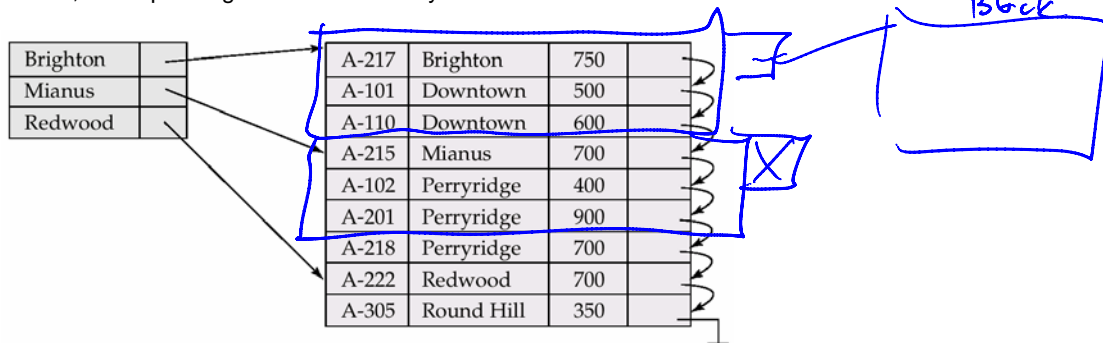 Block
Brighton
Mianus
Redwood
A-217 Brighton 750
A-101 Downtown 500
A-110 Downtown 600
A-215 Mianus 700
A-102 Perryridge 400
A-201 Perryridge 900
A-218 Perryridge 700
A-222 Redwood 700
A-305 Round Hill 350